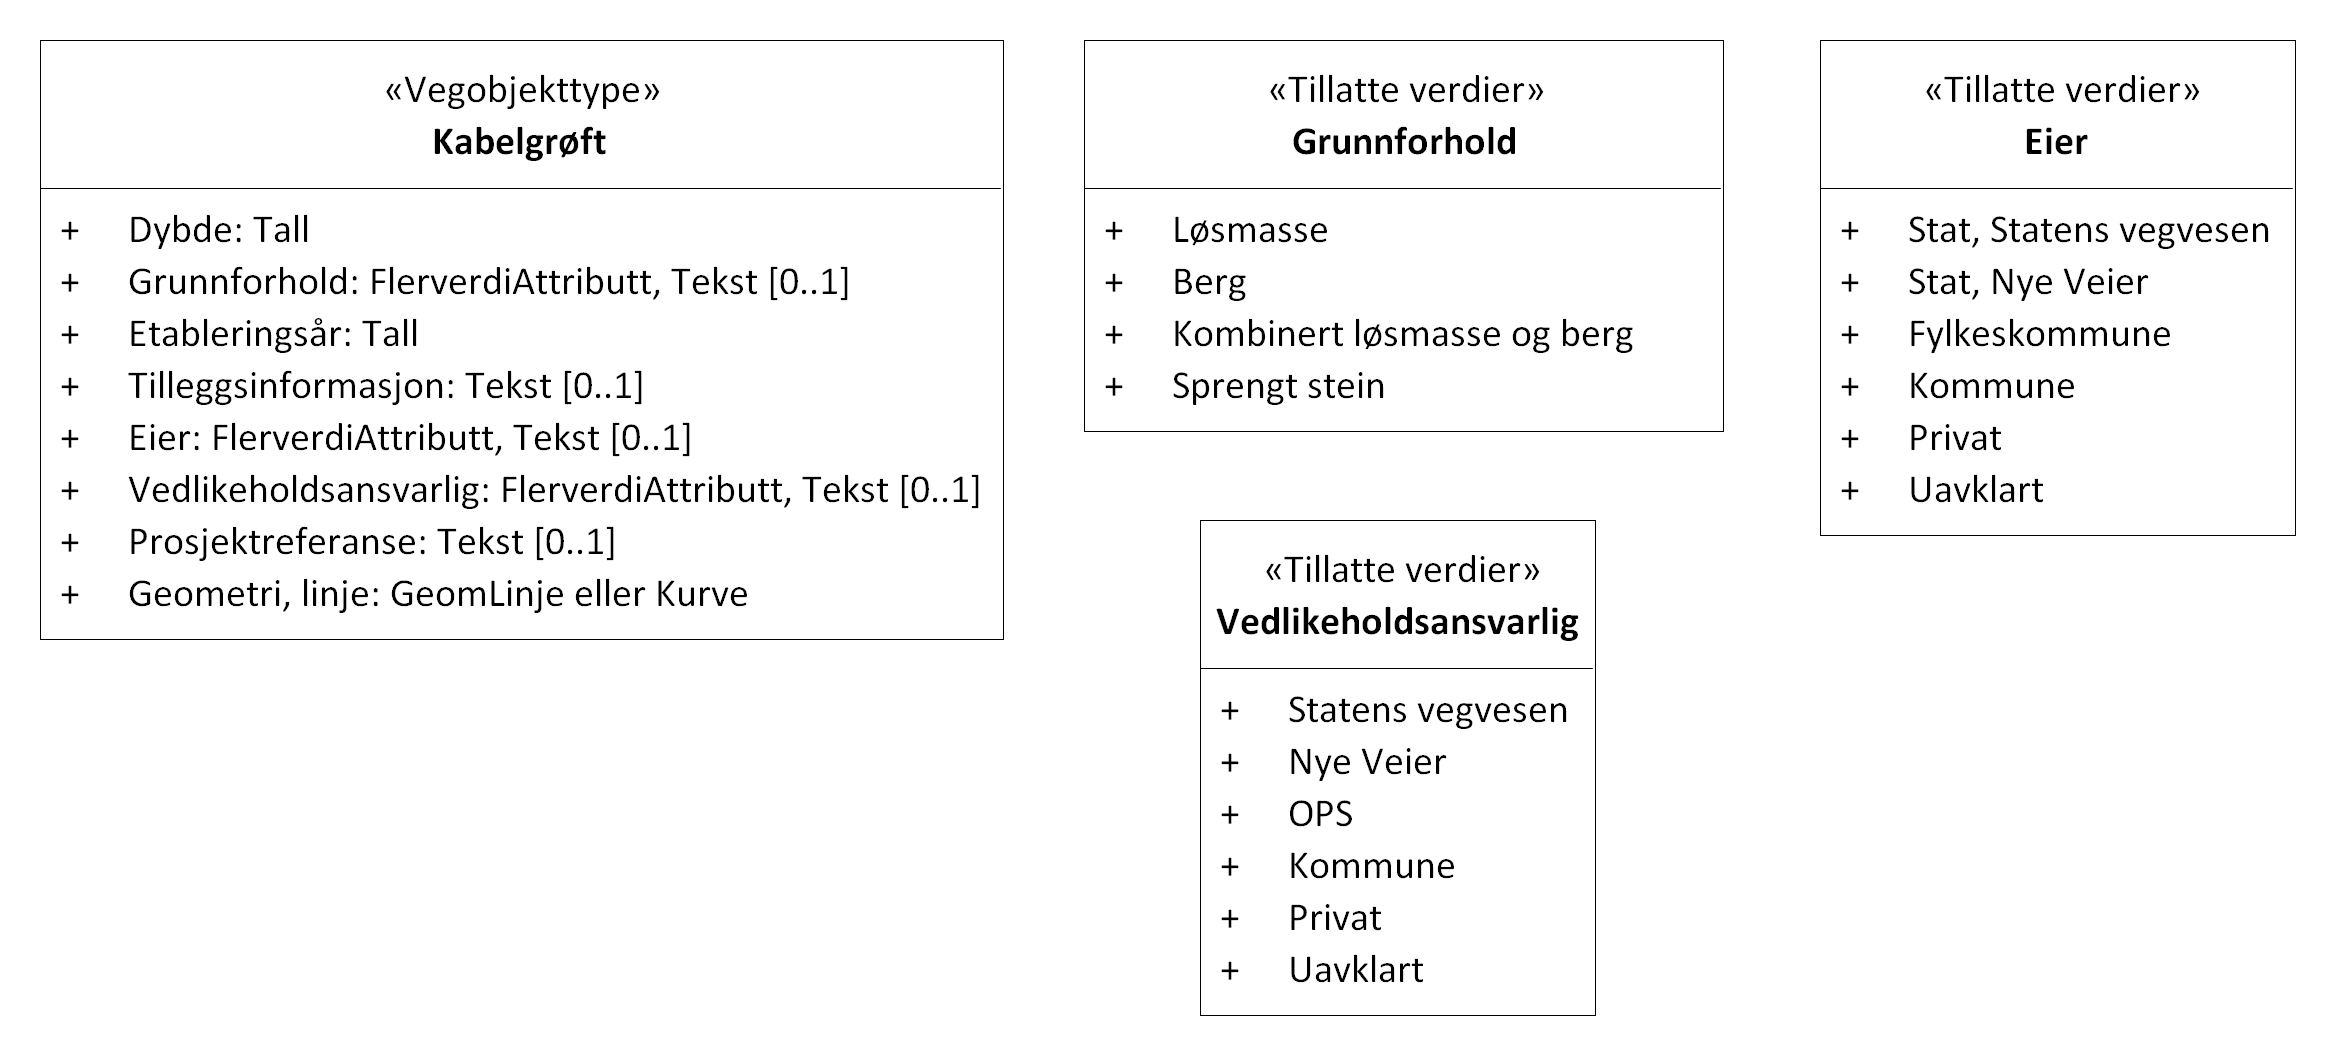 «Vegobjekttype»
Kabelgrøft
+ Dybde: Tall
+ Grunnforhold: FlerverdiAttributt, Tekst [0..1]
+ Etableringsår: Tall
+ Tilleggsinformasjon: Tekst [0..1]
+ Eier: FlerverdiAttributt, Tekst [0..1]
+ Vedlikeholdsansvarlig: FlerverdiAttributt, Tekst [0..1]
+ Prosjektreferanse: Tekst [0..1]
+ Geometri, linje: GeomLinje eller Kurve
«Tillatte verdier»
Grunnforhold
+ Løsmasse
+ Berg
+ Kombinert løsmasse og berg
+ Sprengt stein
«Tillatte verdier»
Eier
+ Stat, Statens vegvesen
+ Stat, Nye Veier
+ Fylkeskommune
+ Kommune
+ Privat
+ Uavklart
«Tillatte verdier»
Vedlikeholdsansvarlig
+ Statens vegvesen
+ Nye Veier
+ OPS
+ Kommune
+ Privat
+ Uavklart